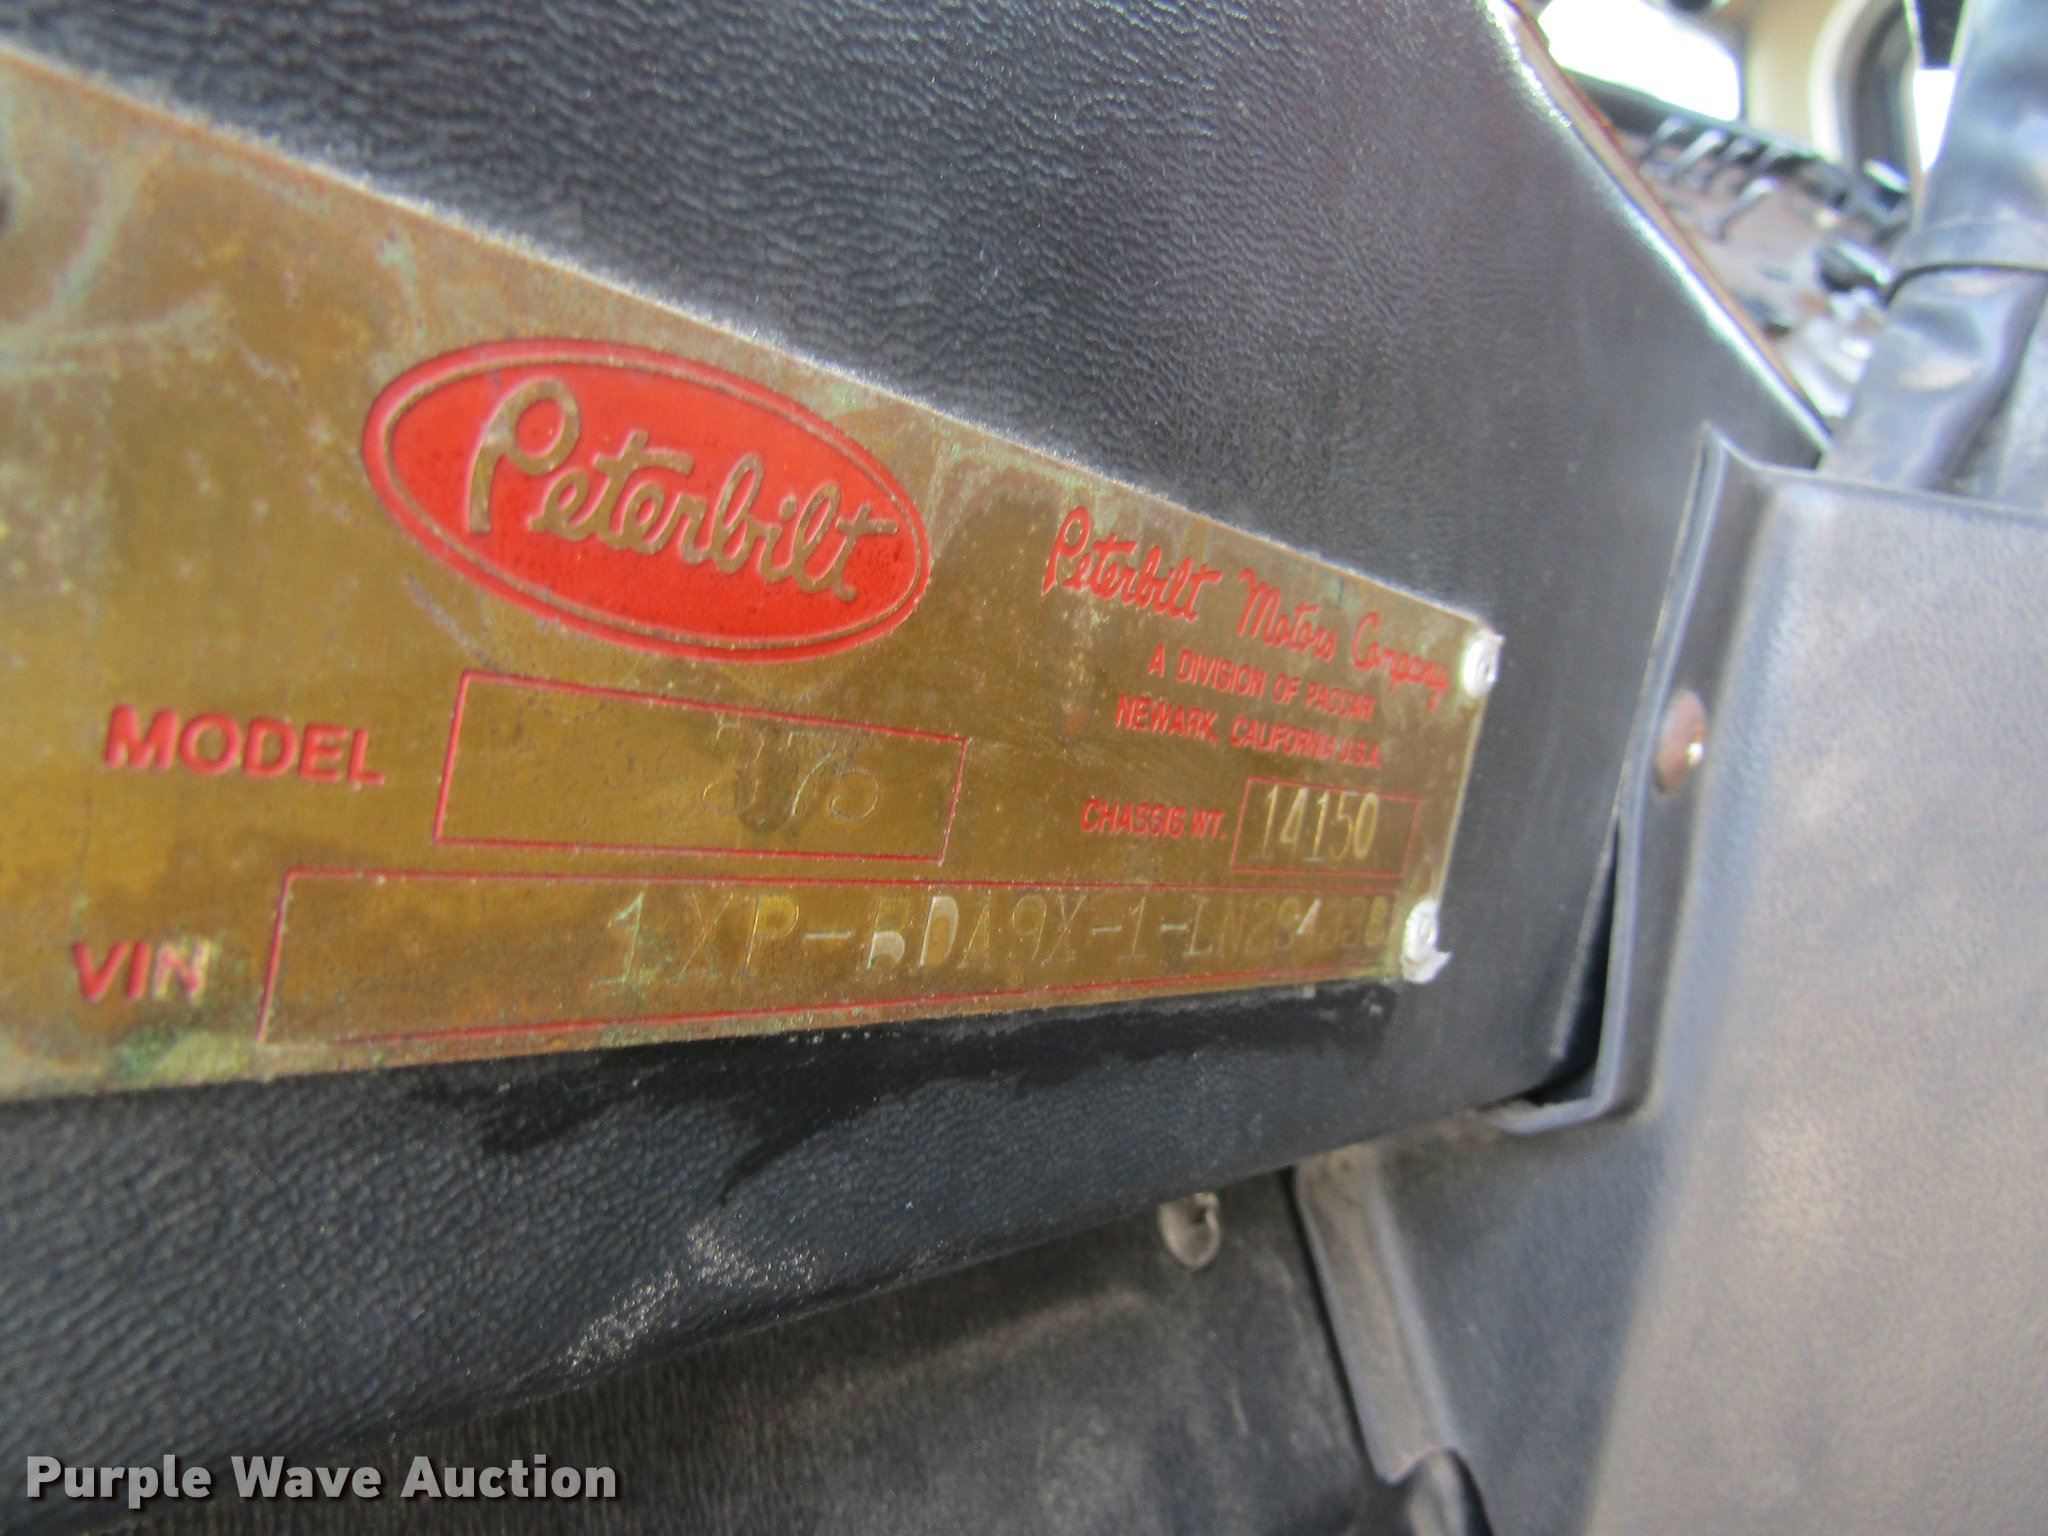 Peterbilt
Peterbilt Motors Company
A DIVISION OF PACCAR
NEWARK, CALIFORNIA U.S.A.
MODEL
CHASSIS WT. 14150
VIN
Purple Wave Auction